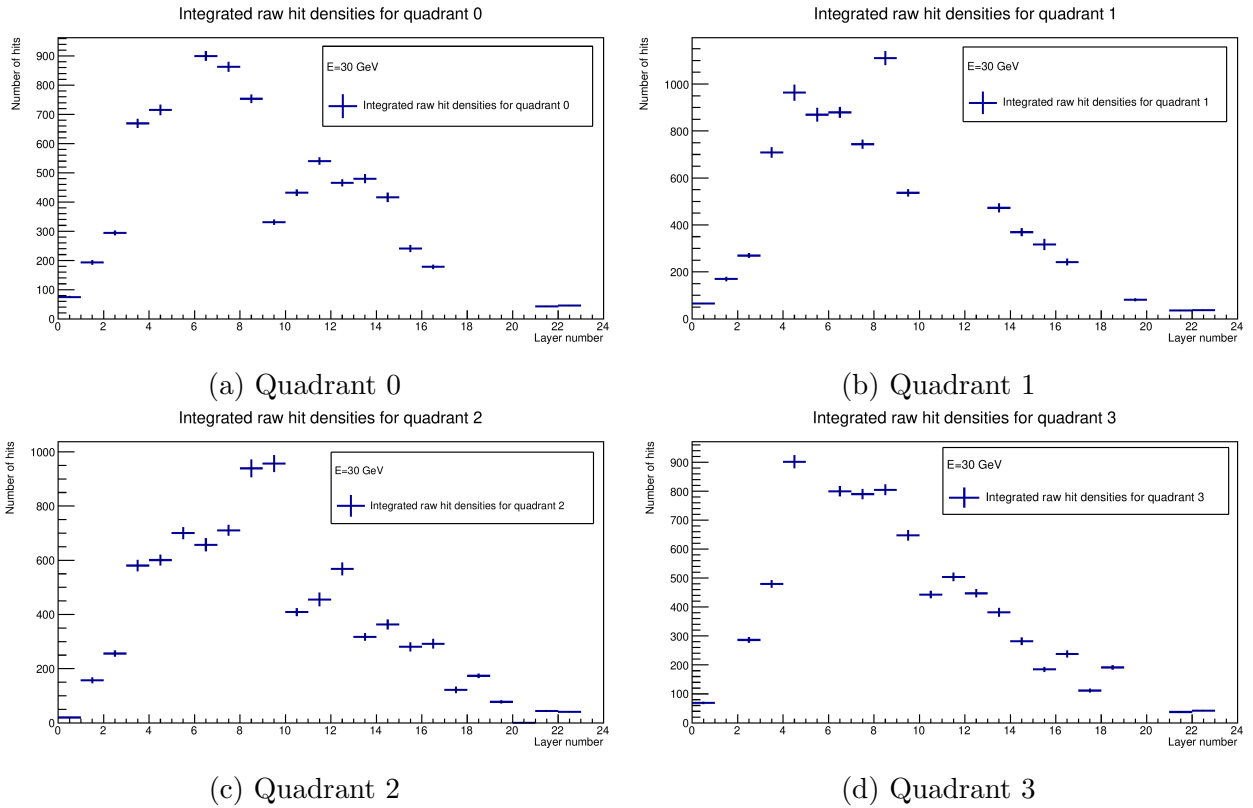 Integrated raw hit densities for quadrant 0
Number of hits
900
800
700
600
500
400
300
200
100
0
E=30 GeV
Integrated raw hit densities for quadrant 0
0 2 4 6 8 10 12 14 16 18 20 22 24
Layer number
(a) Quadrant 0
Integrated raw hit densities for quadrant 1
Number of hits
1000
800
600
400
200
0
E=30 GeV
Integrated raw hit densities for quadrant 1
0 2 4 6 8 10 12 14 16 18 20 22 24
Layer number
(b) Quadrant 1
Integrated raw hit densities for quadrant 2
Number of hits
1000
800
600
400
200
0
E=30 GeV
Integrated raw hit densities for quadrant 2
0 2 4 6 8 10 12 14 16 18 20 22 24
Layer number
(c) Quadrant 2
Integrated raw hit densities for quadrant 3
Number of hits
900
800
700
600
500
400
300
200
100
0
E=30 GeV
Integrated raw hit densities for quadrant 3
0 2 4 6 8 10 12 14 16 18 20 22 24
Layer number
(d) Quadrant 3